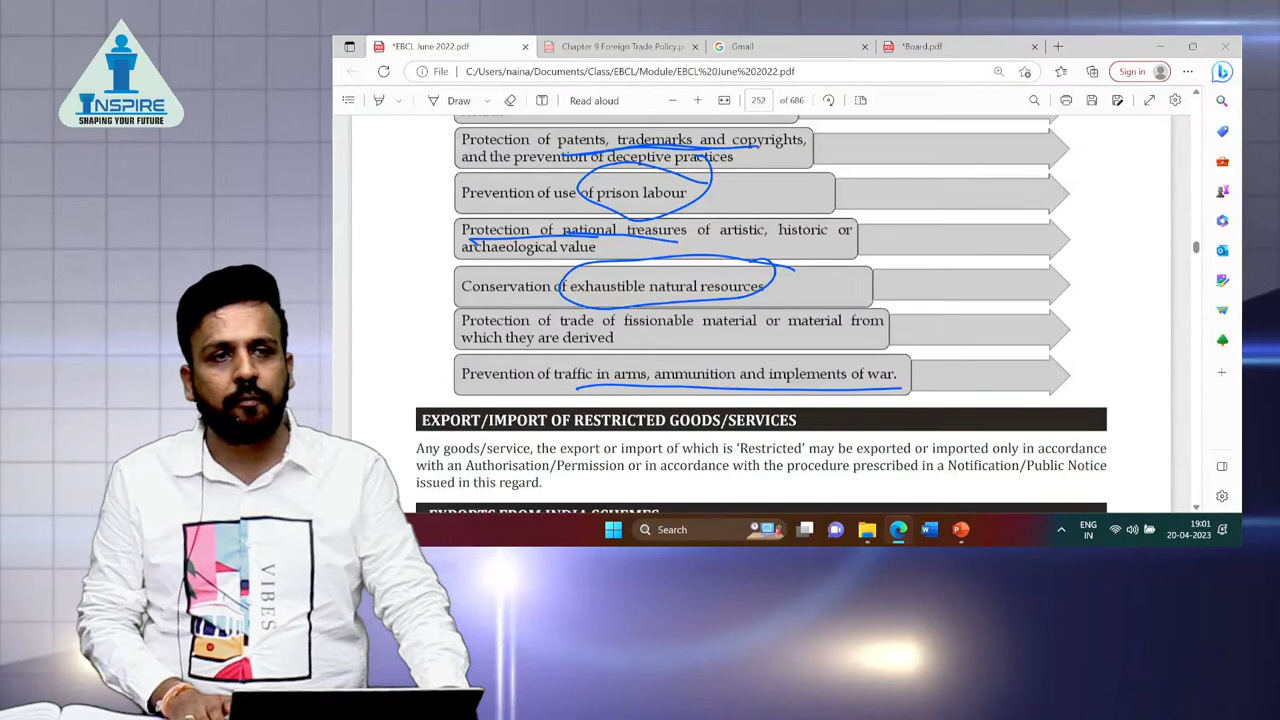 INSPIRE
SHAPING YOUR FUTURE
*EBCL June 2022.pdf
Chapter 9 Foreign Trade Policy.p
Gmail
*Board.pdf
File
C:/Users/naina/Documents/Class/EBCL/Module/EBCL%20June%202022.pdf
Sign in
Draw
Read aloud
252
of 686
Protection of patents, trademarks and copyrights,
and the prevention of deceptive practices
Prevention of use of prison labour
Protection of national treasures of artistic, historic or
archaeological value
Conservation of exhaustible natural resources
Protection of trade of fissionable material or material from
which they are derived
Prevention of traffic in arms, ammunition and implements of war.
EXPORT/IMPORT OF RESTRICTED GOODS/SERVICES
Any goods/service, the export or import of which is ‘Restricted’ may be exported or imported only in accordance
with an Authorisation/Permission or in accordance with the procedure prescribed in a Notification/Public Notice
issued in this regard.
EXPORTS FROM INDIA SCHEMES
Search
ENG
IN
19:01
20-04-2023
VIBES